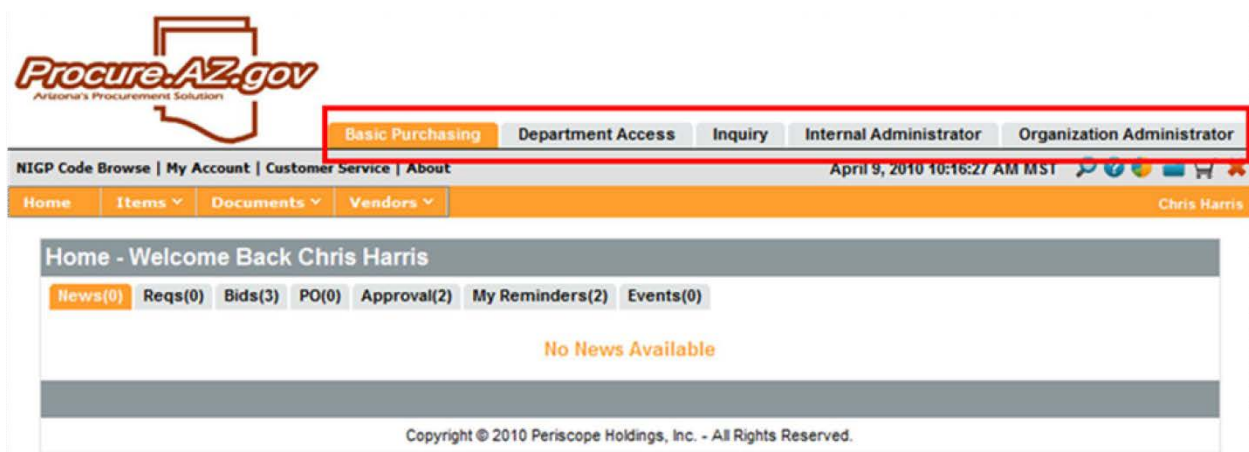 Procure.AZ.gov
Arizona's Procurement Solution
Basic Purchasing Department Access Inquiry Internal Administrator Organization Administrator
NIGP Code Browse | My Account | Customer Service | About April 9, 2010 10:16:27 AM MST
Home Items Documents Vendors Chris Harris
Home - Welcome Back Chris Harris
News(0) Reqs(0) Bids(3) PO(0) Approval(2) My Reminders(2) Events(0)
No News Available
Copyright © 2010 Periscope Holdings, Inc. - All Rights Reserved.